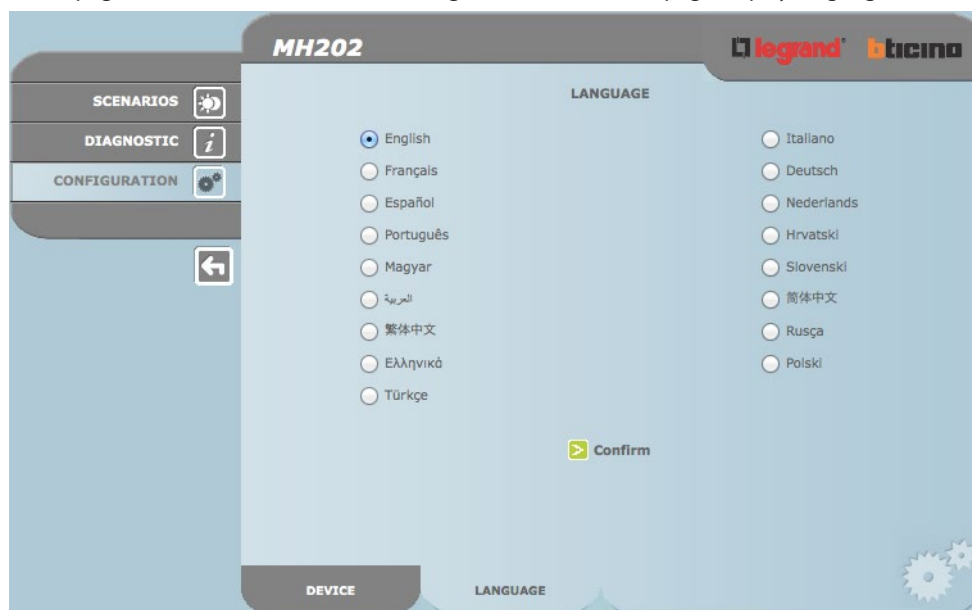 MH202
legrand
bticino
SCENARIOS
DIAGNOSTIC
CONFIGURATION
LANGUAGE
English
Italiano
Français
Deutsch
Español
Nederlands
Português
Hrvatski
Magyar
Slovenski
العربية
简体中文
繁体中文
Rusça
Ελληνικά
Polski
Türkçe
Confirm
DEVICE
LANGUAGE